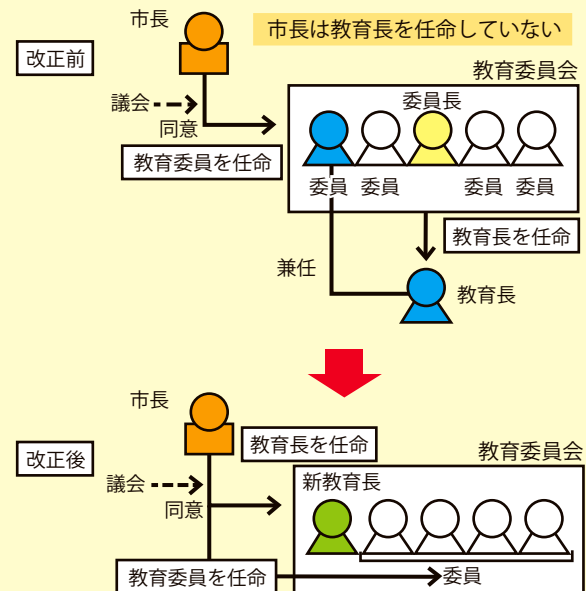 市長
市長は教育長を任命していない
改正前
教育委員会
議会
同意
委員長
教育委員を任命
委員 委員 委員 委員
教育長を任命
兼任
教育長
市長
教育長を任命
改正後
教育委員会
議会
新教育長
同意
教育委員を任命
委員